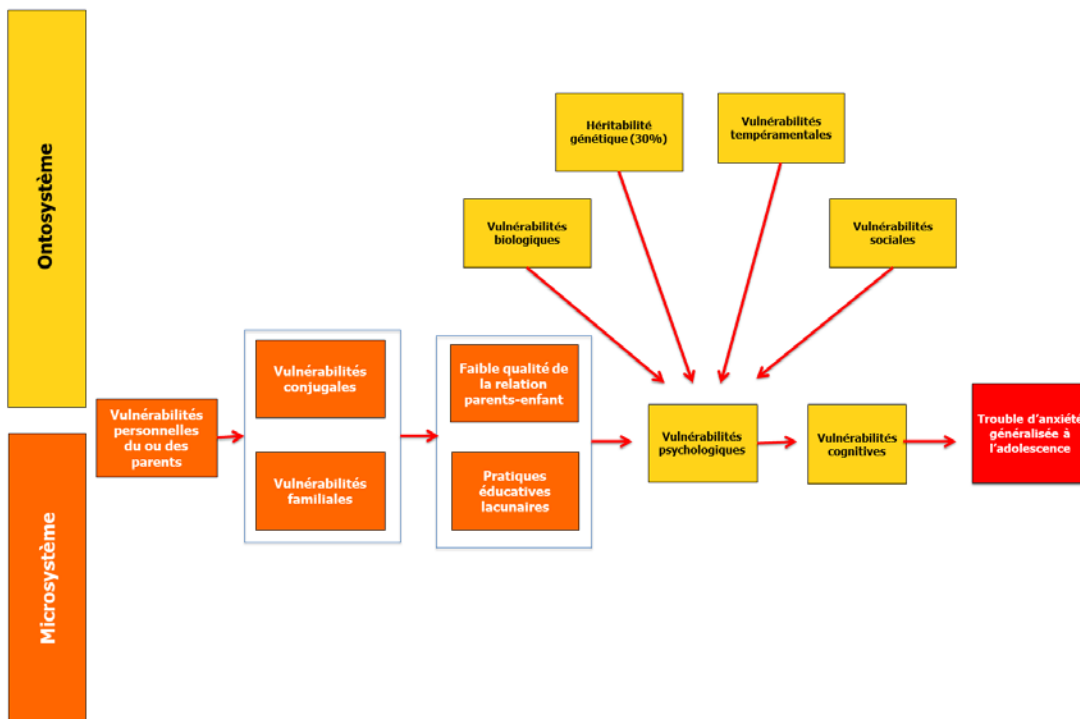 Ontosystème
Héritabilité
génétique (30%)
Vulnérabilités
tempéramentales
Vulnérabilités
biologiques
Vulnérabilités
sociales
Vulnérabilités
personnelles
du ou des
parents
Vulnérabilités
conjugales
Vulnérabilités
familiales
Faible qualité de
la relation
parents-enfant
Pratiques
éducatives
lacunaires
Vulnérabilités
psychologiques
Vulnérabilités
cognitives
Trouble d’anxiété
généralisée à
l’adolescence
Microsystème